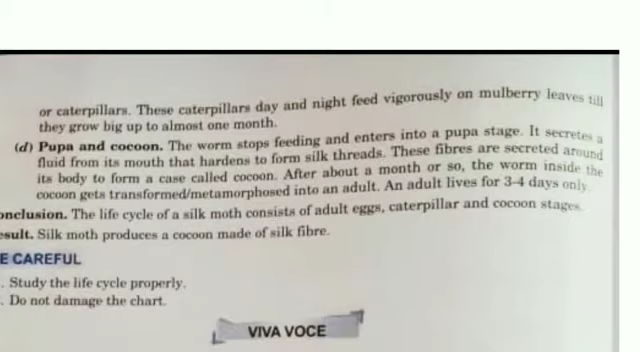 or caterpillars. These caterpillars day and night feed vigorously on mulberry leaves till
they grow big up to almost one month.
(d) Pupa and cocoon. The worm stops feeding and enters into a pupa stage. It secretes a
fluid from its mouth that hardens to form silk threads. These fibres are secreted around
its body to form a case called cocoon. After about a month or so, the worm inside the
cocoon gets transformed/metamorphosed into an adult. An adult lives for 3-4 days only.
onclusion. The life cycle of a silk moth consists of adult eggs, caterpillar and cocoon stages.
esult. Silk moth produces a cocoon made of silk fibre.
E CAREFUL
. Study the life cycle properly.
. Do not damage the chart.
VIVA VOCE